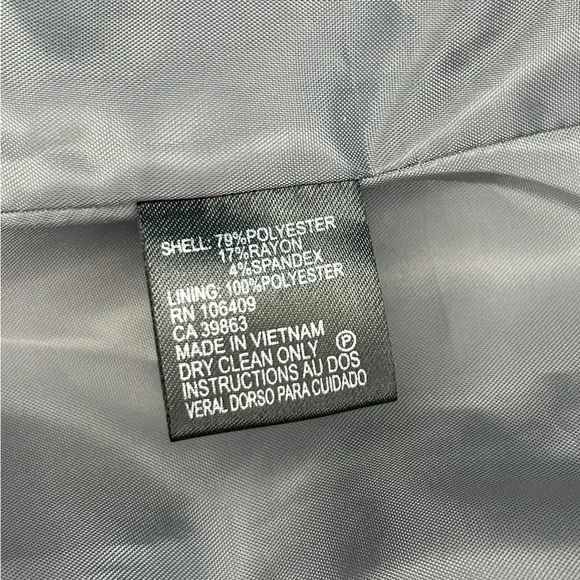 SHELL: 79%POLYESTER
17%RAYON
4%SPANDEX
LINING: 100%POLYESTER
RN 106409
CA 39863
MADE IN VIETNAM
DRY CLEAN ONLY Ⓟ
INSTRUCTIONS AU DOS
VERAL DORSO PARA CUIDADO